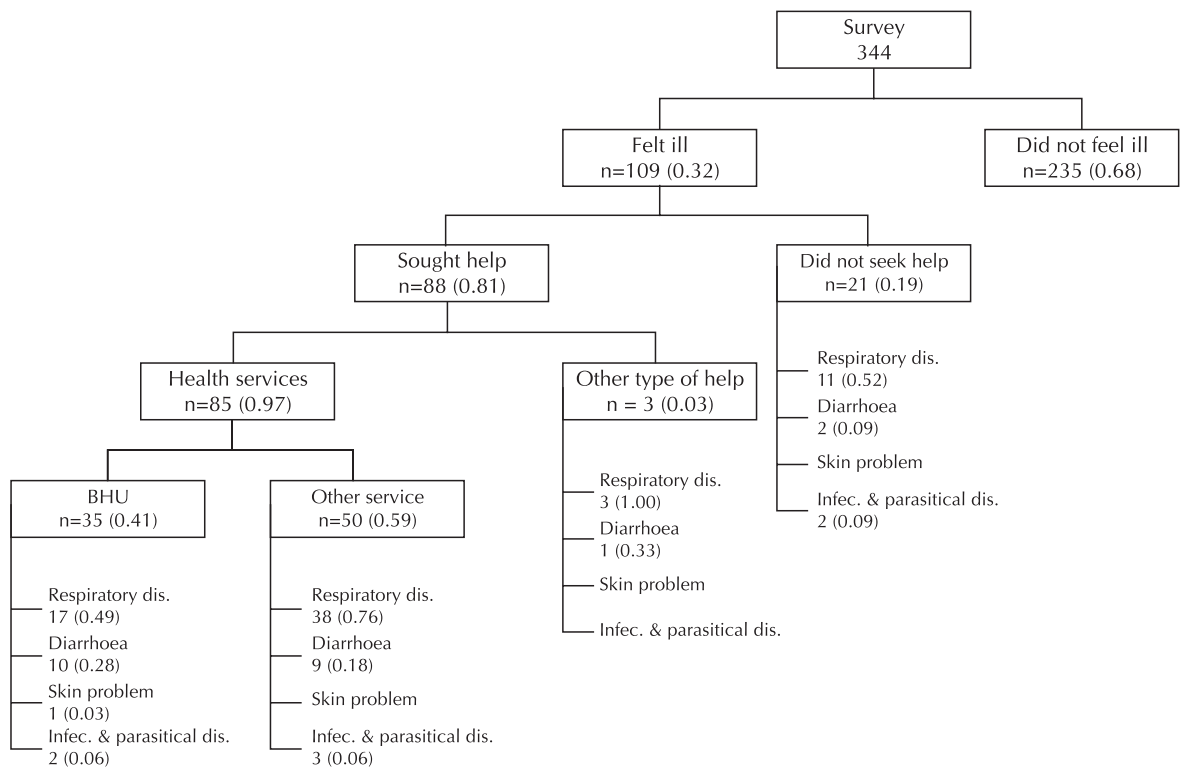 Survey
344
Felt ill
n=109 (0.32)
Did not feel ill
n=235 (0.68)
Sought help
n=88 (0.81)
Did not seek help
n=21 (0.19)
Respiratory dis.
11 (0.52)
Diarrhoea
2 (0.09)
Skin problem
Infec. & parasitical dis.
2 (0.09)
Health services
n=85 (0.97)
Other type of help
n = 3 (0.03)
Respiratory dis.
3 (1.00)
Diarrhoea
1 (0.33)
Skin problem
Infec. & parasitical dis.
BHU
n=35 (0.41)
Respiratory dis.
17 (0.49)
Diarrhoea
10 (0.28)
Skin problem
1 (0.03)
Infec. & parasitical dis.
2 (0.06)
Other service
n=50 (0.59)
Respiratory dis.
38 (0.76)
Diarrhoea
9 (0.18)
Skin problem
Infec. & parasitical dis.
3 (0.06)